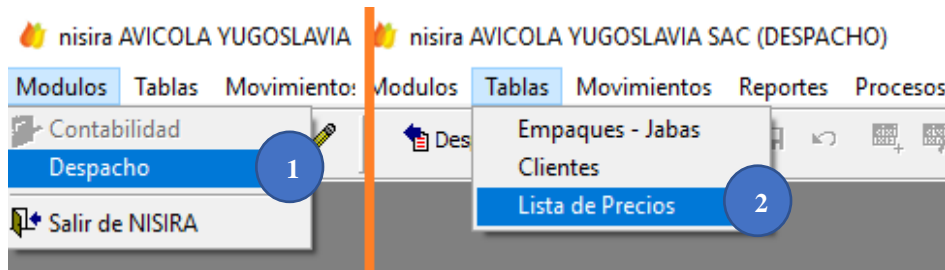 nisira AVICOLA YUGOSLAVIA
Modulos Tablas Movimientos
Contabilidad
Despacho
1
Salir de NISIRA
nisira AVICOLA YUGOSLAVIA SAC (DESPACHO)
Modulos Tablas Movimientos Reportes Procesos
Des
Empaques - Jabas
Clientes
Lista de Precios
2